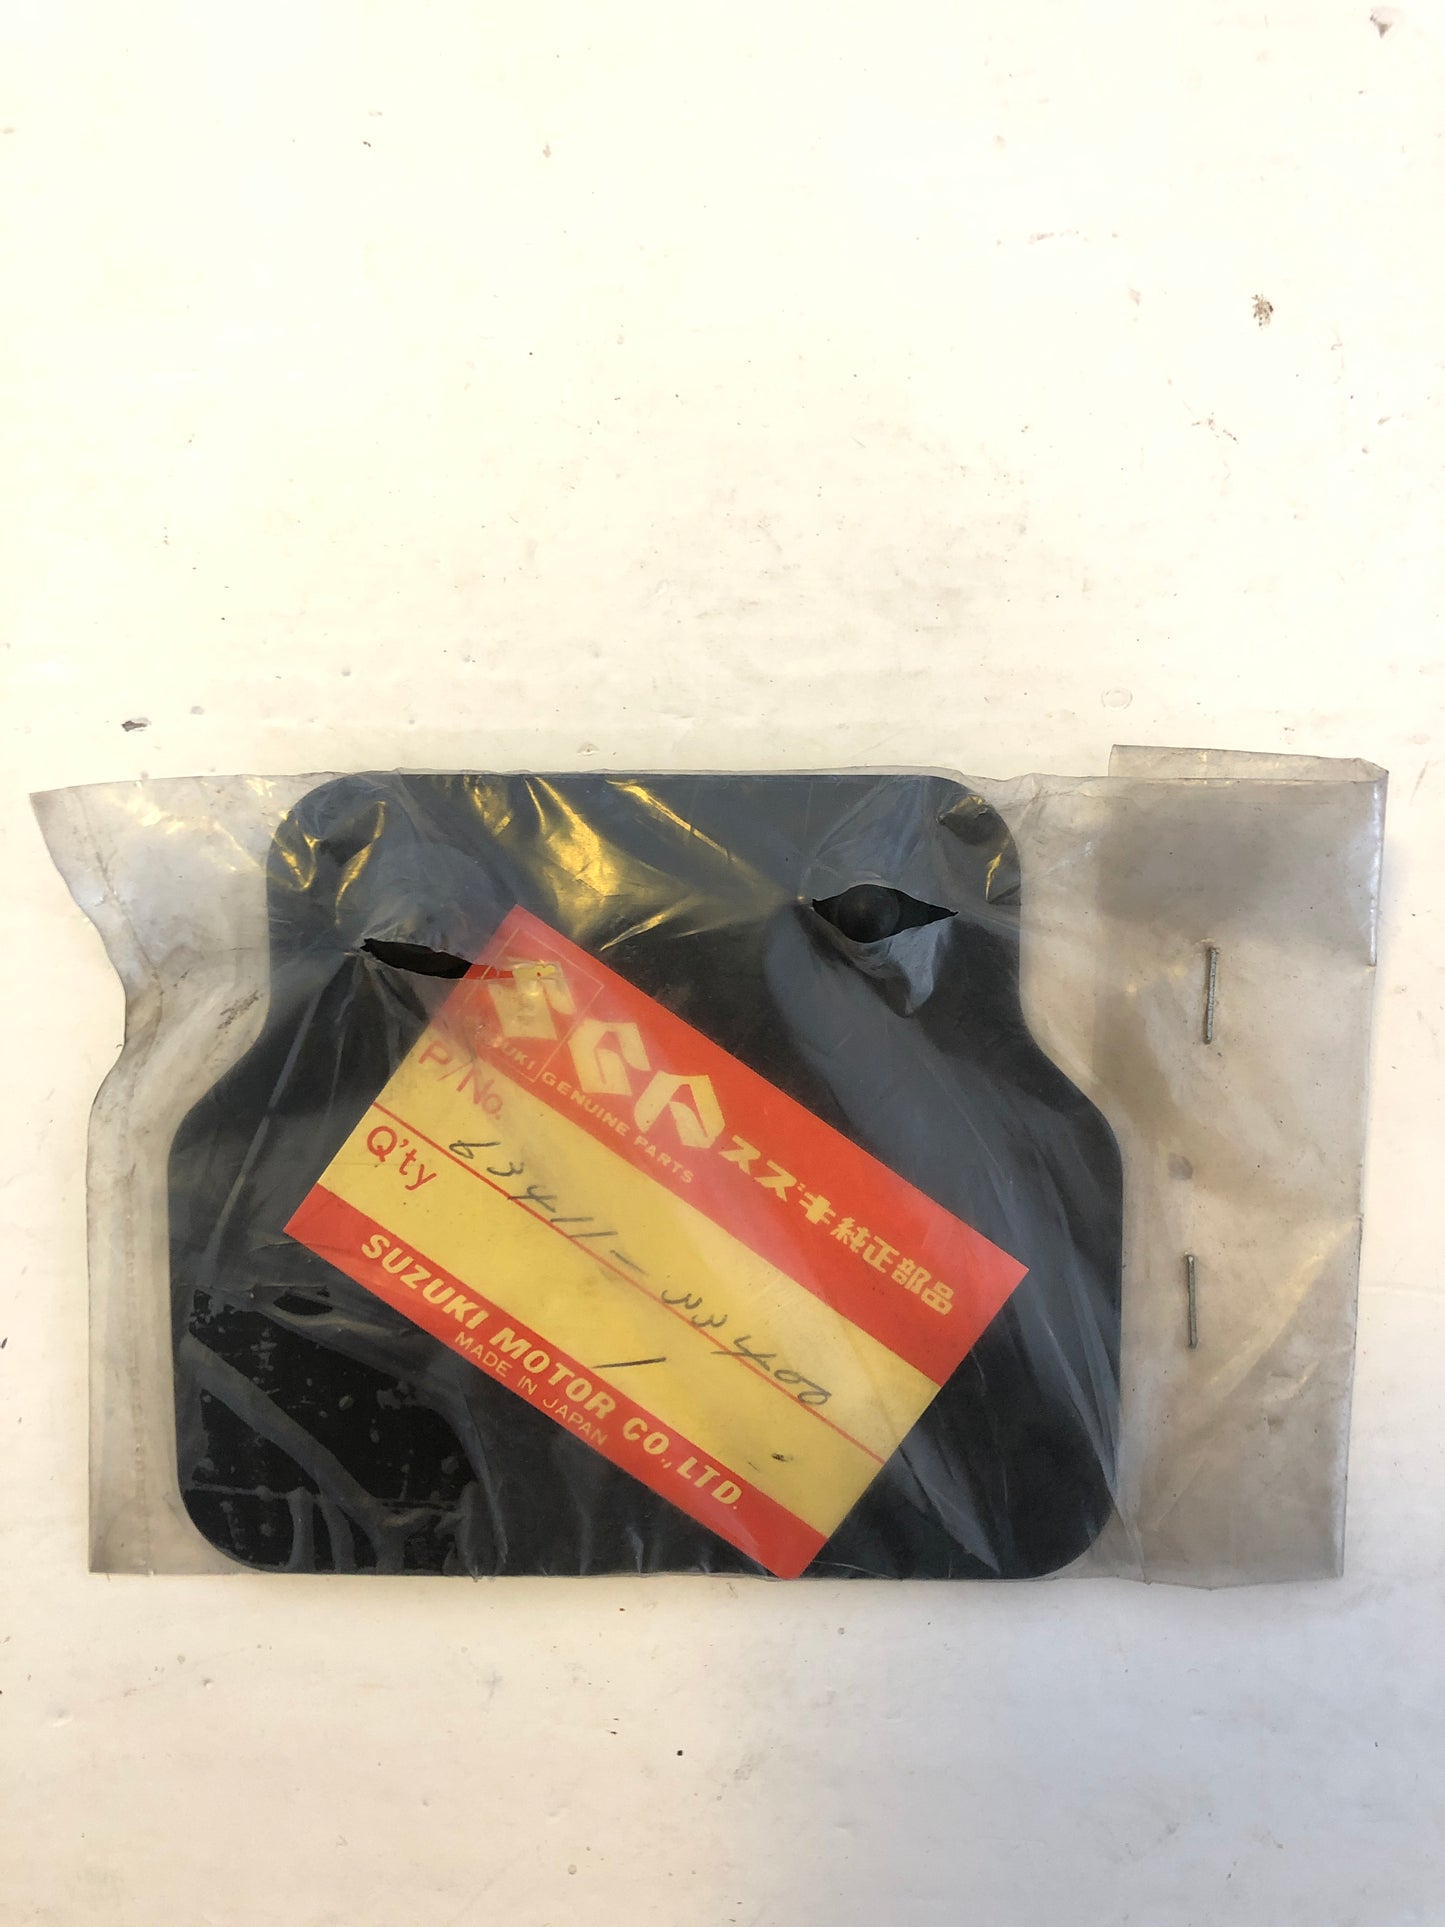 SUZUKI GENUINE PARTS
SGP スズキ純正部品
P/No. 63411-33400
Q'ty 1
SUZUKI MOTOR CO., LTD.
MADE IN JAPAN